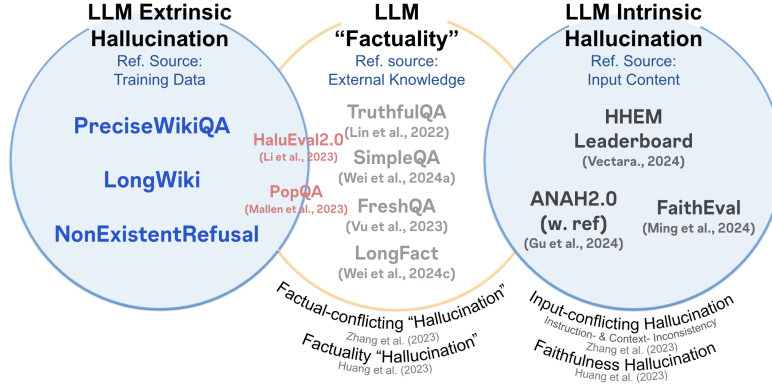 LLM Extrinsic
Hallucination
Ref. Source:
Training Data
PreciseWikiQA
LongWiki
NonExistentRefusal
HaluEval2.0
(Li et al., 2023)
PopQA
(Mallen et al., 2023)
LLM
“Factuality”
Ref. source:
External Knowledge
TruthfulQA
(Lin et al., 2022)
SimpleQA
(Wei et al., 2024a)
FreshQA
(Vu et al., 2023)
LongFact
(Wei et al., 2024c)
Factual-conflicting “Hallucination”
Zhang et al. (2023)
Factuality “Hallucination”
Huang et al. (2023)
LLM Intrinsic
Hallucination
Ref. Source:
Input Content
HHEM
Leaderboard
(Vectara., 2024)
ANAH2.0
(w. ref)
(Gu et al., 2024)
FaithEval
(Ming et al., 2024)
Input-conflicting Hallucination
Instruction- & Context- Inconsistency
Zhang et al. (2023)
Faithfulness Hallucination
Huang et al. (2023)